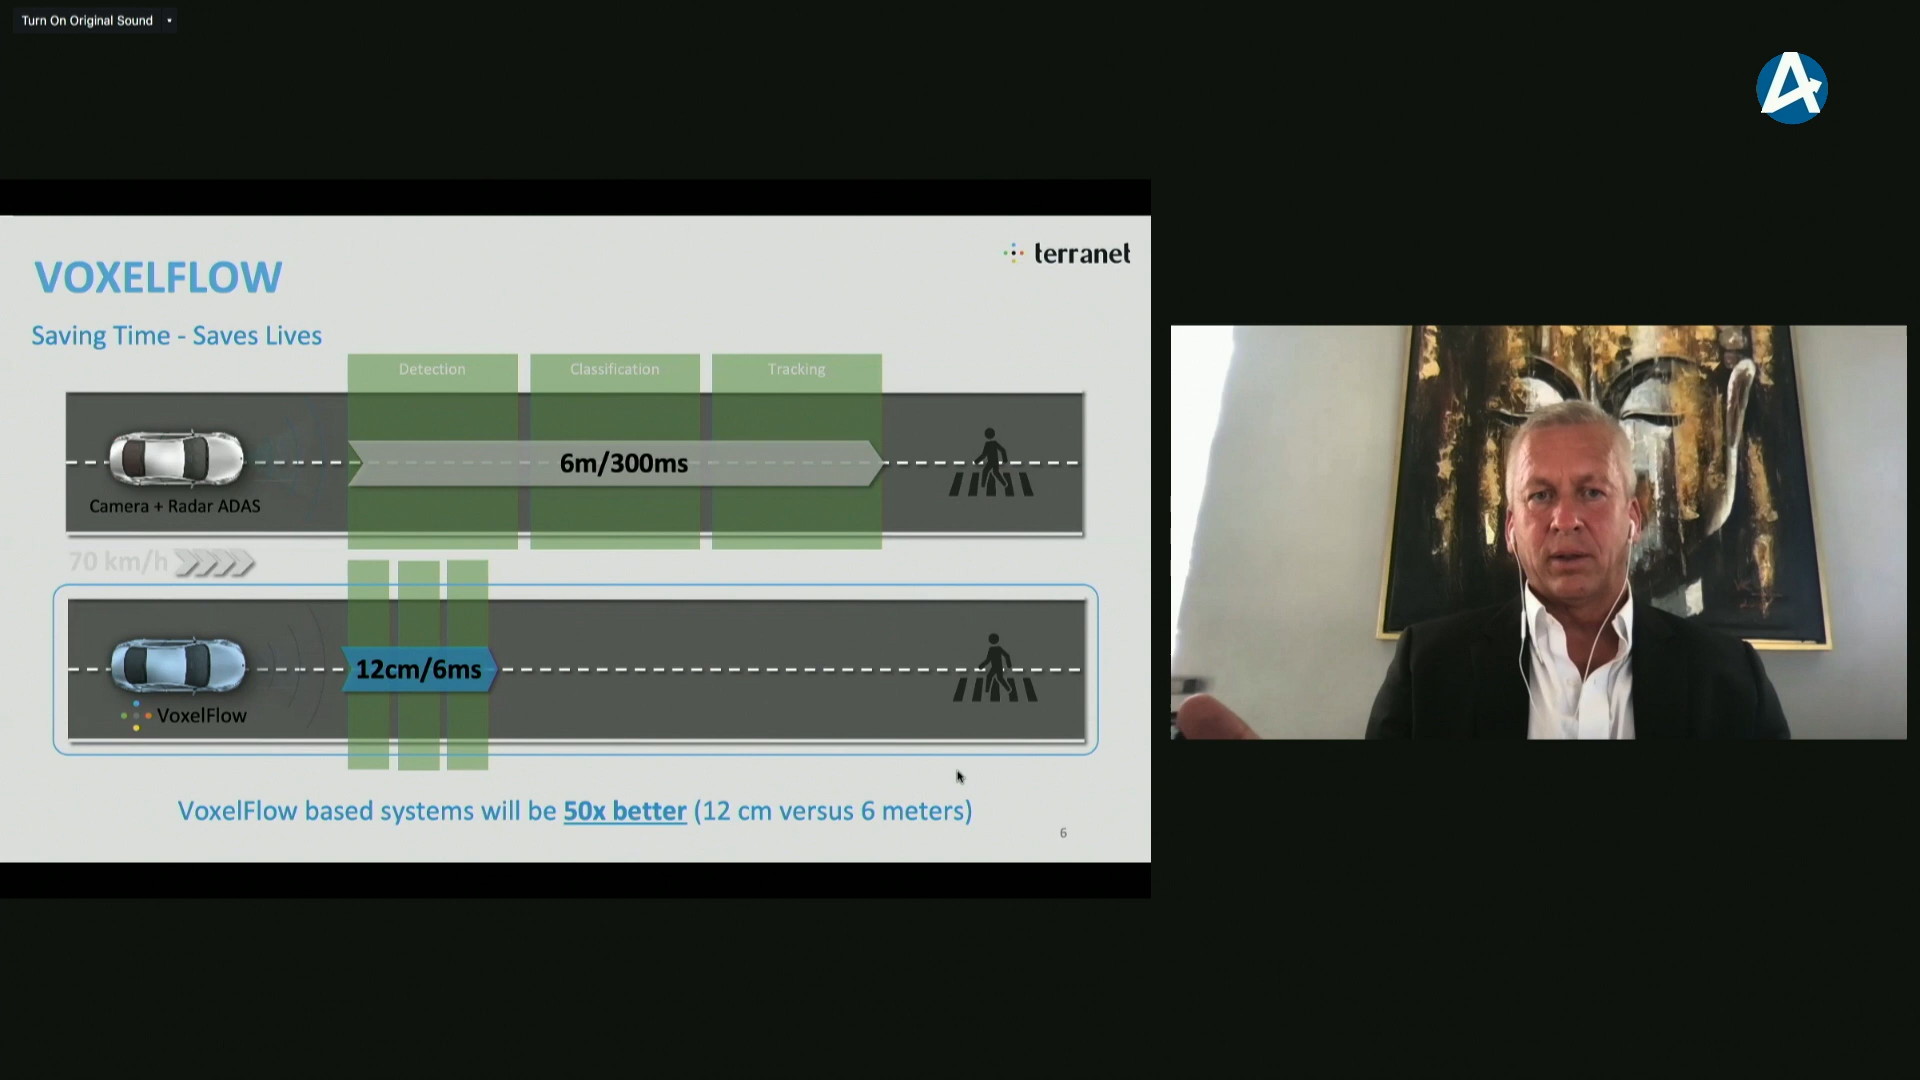 Turn On Original Sound
terranet
VOXELFLOW
Saving Time - Saves Lives
Detection
Classification
Tracking
6m/300ms
Camera + Radar ADAS
70 km/h
12cm/6ms
VoxelFlow
VoxelFlow based systems will be 50x better (12 cm versus 6 meters)
6